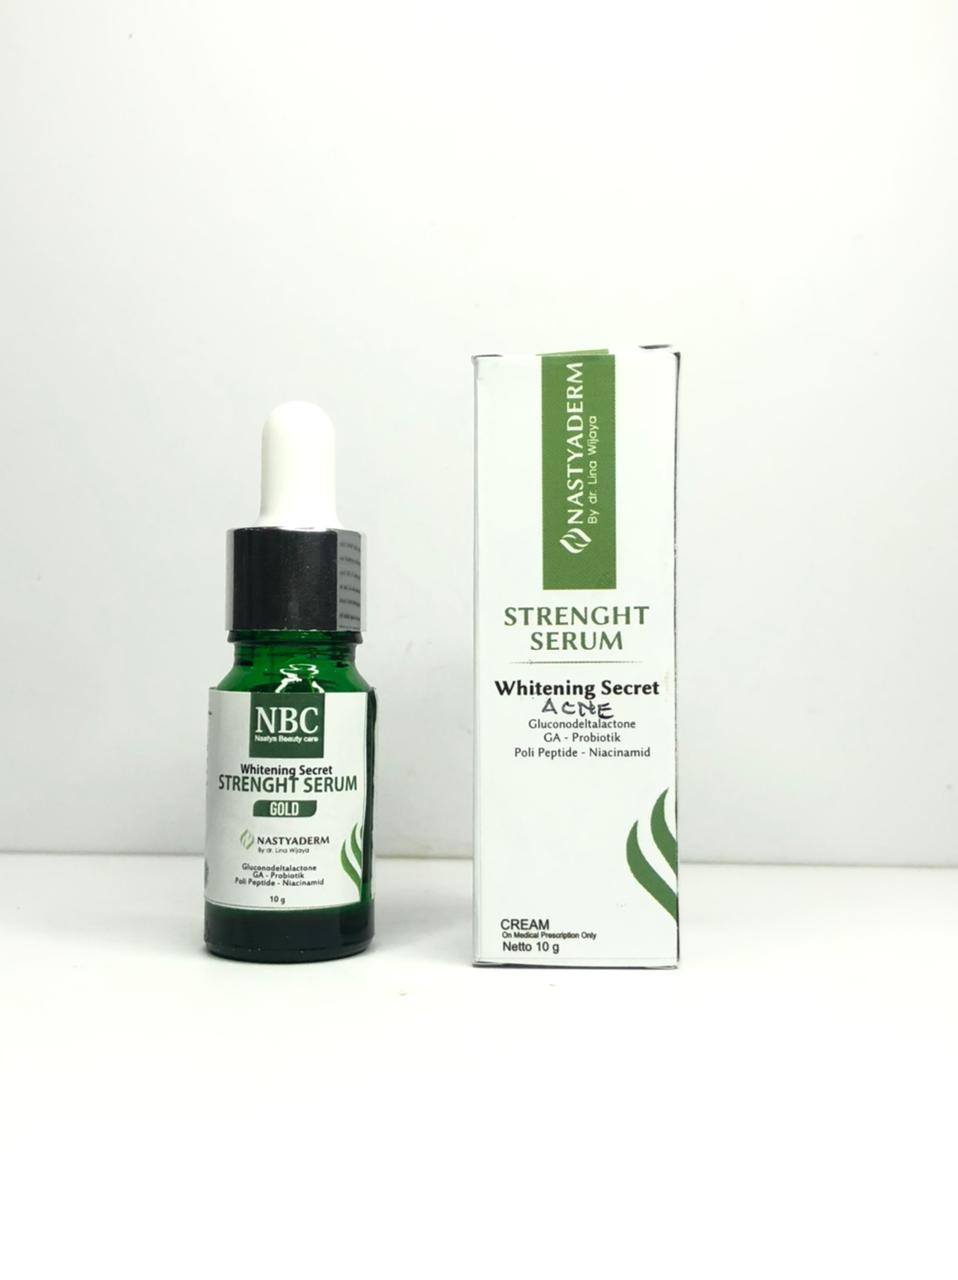 NBC
Nastya Beauty care
Whitening Secret
STRENGHT SERUM
GOLD
NASTYADERM
By dr. Lina Wijaya
Gluconodeltalactone
GA - Probiotik
Poli Peptide - Niacinamid
10 g
NASTYADERM
By dr. Lina Wijaya
STRENGHT
SERUM
Whitening Secret
ACNE
Gluconodeltalactone
GA - Probiotik
Poli Peptide - Niacinamid
CREAM
On Medical Prescription Only
Netto 10 g